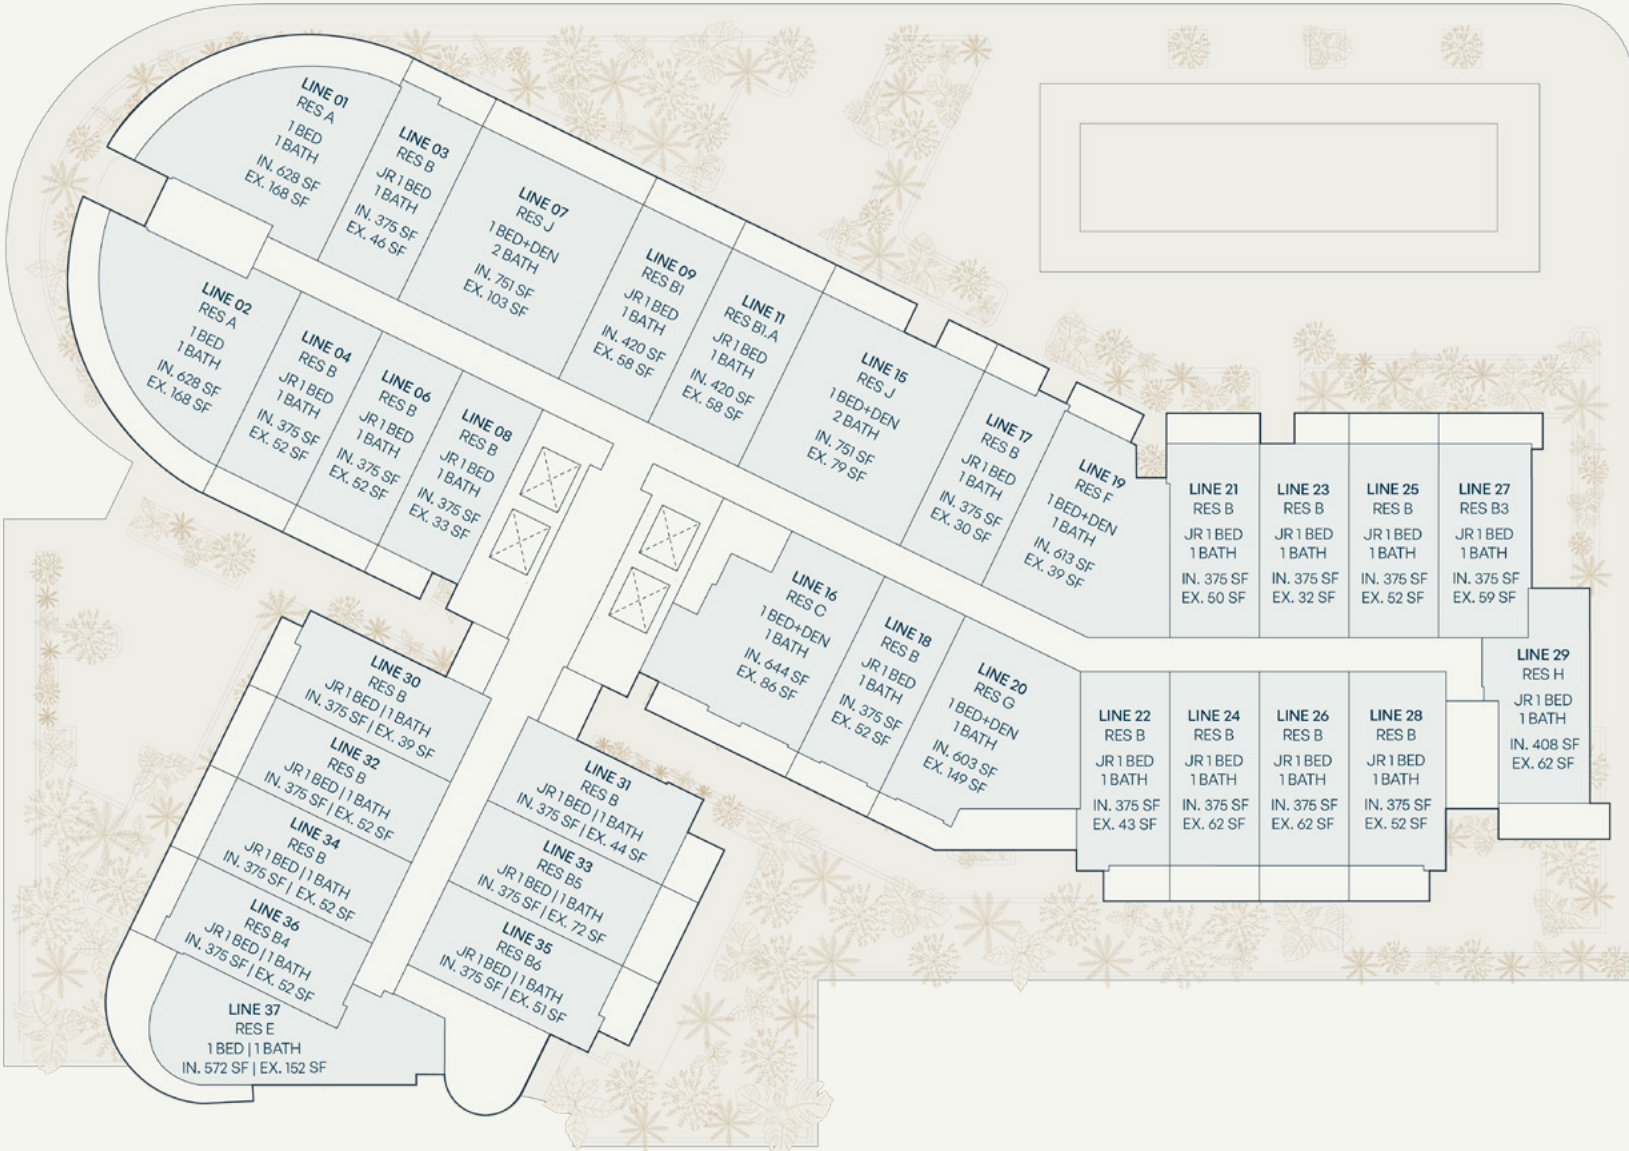 LINE 01
RES A
1 BED
1 BATH
IN. 628 SF
EX. 168 SF
LINE 03
RES B
JR 1 BED
1 BATH
IN. 375 SF
EX. 46 SF
LINE 07
RES J
1 BED+DEN
2 BATH
IN. 751 SF
EX. 103 SF
LINE 09
RES B1
JR 1 BED
1 BATH
IN. 420 SF
EX. 58 SF
LINE 11
RES B1.A
JR 1 BED
1 BATH
IN. 420 SF
EX. 58 SF
LINE 15
RES J
1 BED+DEN
2 BATH
IN. 751 SF
EX. 79 SF
LINE 17
RES B
JR 1 BED
1 BATH
IN. 375 SF
EX. 30 SF
LINE 19
RES F
1 BED+DEN
1 BATH
IN. 613 SF
EX. 39 SF
LINE 21
RES B
JR 1 BED
1 BATH
IN. 375 SF
EX. 50 SF
LINE 23
RES B
JR 1 BED
1 BATH
IN. 375 SF
EX. 32 SF
LINE 25
RES B
JR 1 BED
1 BATH
IN. 375 SF
EX. 52 SF
LINE 27
RES B3
JR 1 BED
1 BATH
IN. 375 SF
EX. 59 SF
LINE 29
RES H
JR 1 BED
1 BATH
IN. 408 SF
EX. 62 SF
LINE 02
RES A
1 BED
1 BATH
IN. 628 SF
EX. 168 SF
LINE 04
RES B
JR 1 BED
1 BATH
IN. 375 SF
EX. 52 SF
LINE 06
RES B
JR 1 BED
1 BATH
IN. 375 SF
EX. 52 SF
LINE 08
RES B
JR 1 BED
1 BATH
IN. 375 SF
EX. 33 SF
LINE 16
RES C
1 BED+DEN
1 BATH
IN. 644 SF
EX. 86 SF
LINE 18
RES B
JR 1 BED
1 BATH
IN. 375 SF
EX. 52 SF
LINE 20
RES G
1 BED+DEN
1 BATH
IN. 603 SF
EX. 149 SF
LINE 22
RES B
JR 1 BED
1 BATH
IN. 375 SF
EX. 43 SF
LINE 24
RES B
JR 1 BED
1 BATH
IN. 375 SF
EX. 62 SF
LINE 26
RES B
JR 1 BED
1 BATH
IN. 375 SF
EX. 62 SF
LINE 28
RES B
JR 1 BED
1 BATH
IN. 375 SF
EX. 52 SF
LINE 30
RES B
JR 1 BED | 1 BATH
IN. 375 SF | EX. 39 SF
LINE 32
RES B
JR 1 BED | 1 BATH
IN. 375 SF | EX. 52 SF
LINE 34
RES B
JR 1 BED | 1 BATH
IN. 375 SF | EX. 52 SF
LINE 36
RES B4
JR 1 BED | 1 BATH
IN. 375 SF | EX. 52 SF
LINE 37
RES E
1 BED | 1 BATH
IN. 572 SF | EX. 152 SF
LINE 31
RES B
JR 1 BED | 1 BATH
IN. 375 SF | EX. 44 SF
LINE 33
RES B5
JR 1 BED | 1 BATH
IN. 375 SF | EX. 72 SF
LINE 35
RES B6
JR 1 BED | 1 BATH
IN. 375 SF | EX. 51 SF